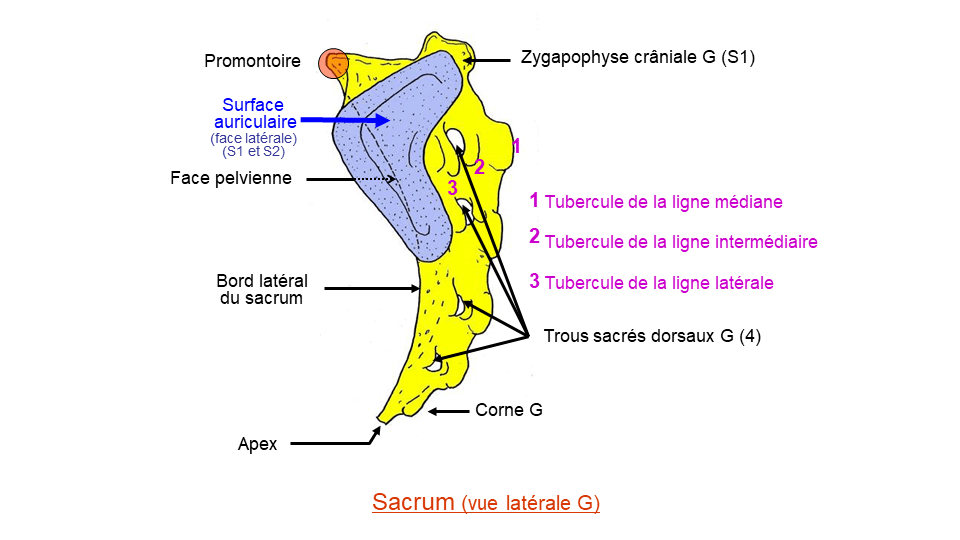 Promontoire
Zygapophyse crâniale G (S1)
Surface
auriculaire
(face latérale)
(S1 et S2)
Face pelvienne
1
2
3
1 Tubercule de la ligne médiane
2 Tubercule de la ligne intermédiaire
3 Tubercule de la ligne latérale
Bord latéral
du sacrum
Trous sacrés dorsaux G (4)
Corne G
Apex
Sacrum (vue latérale G)